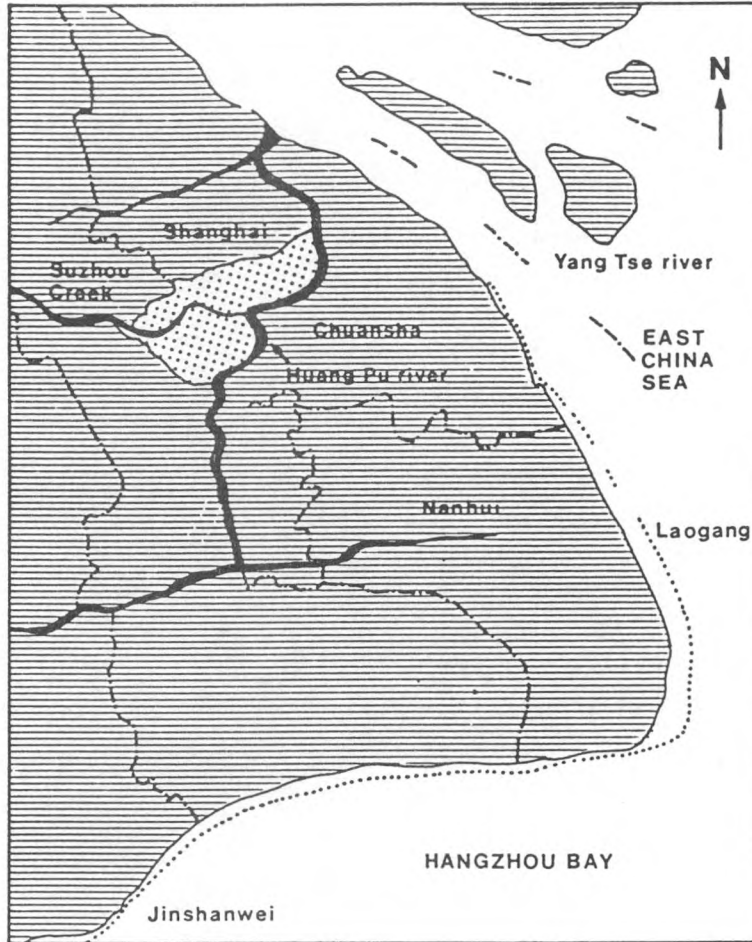 N
Shanghai
Suzhou
Creek
Yang Tse river
Chuansha
EAST
CHINA
SEA
Huang Pu river
Nanhui
Laogang
HANGZHOU BAY
Jinshanwei